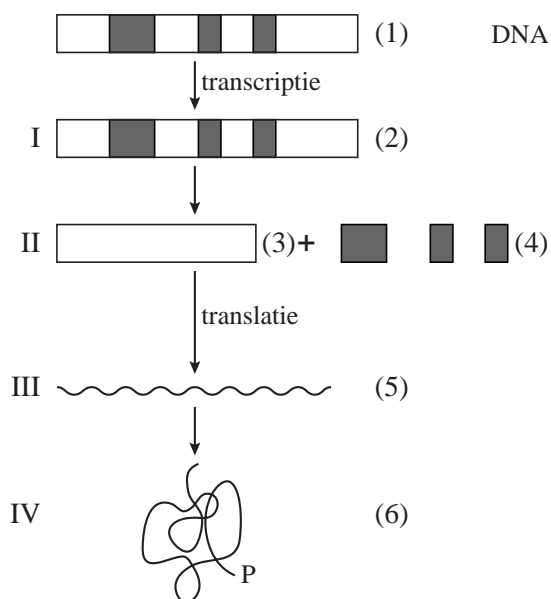 (1) DNA
transcriptie
I (2)
II (3) + (4)
translatie
III (5)
IV (6)
P